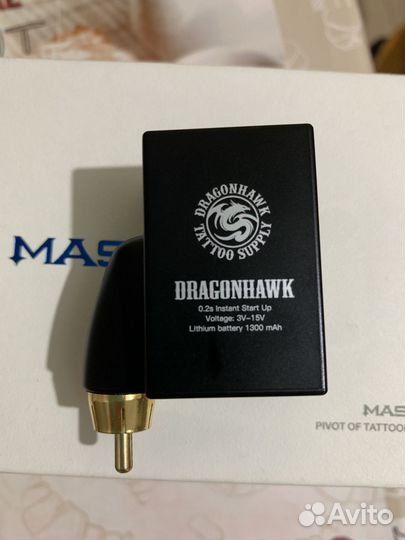 DRAGONHAWK
TATTOO SUPPLY
DRAGONHAWK
0.2s Instant Start Up
Voltage: 3V-15V
Lithium battery 1300 mAh
MAS
MAS
PIVOT OF TATTOO
Avito